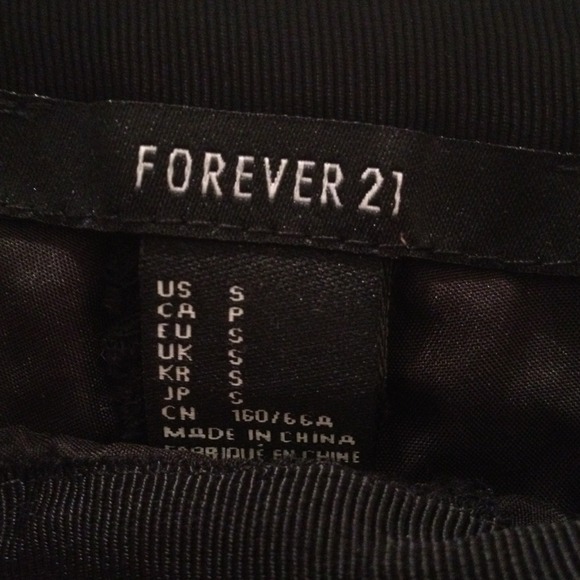 FOREVER 21
US S
CA P
EU S
UK S
KR S
JP S
CN 160/66A
MADE IN CHINA
FABRIQUÉ EN CHINE